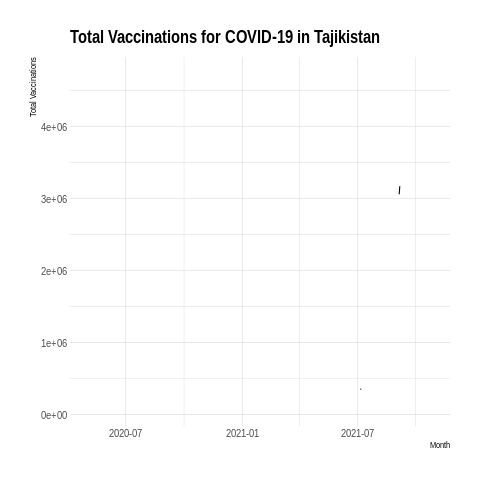 Total Vaccinations for COVID-19 in Tajikistan
Total Vaccinations
4e+06
3e+06
2e+06
1e+06
0e+00
2020-07
2021-01
2021-07
Month